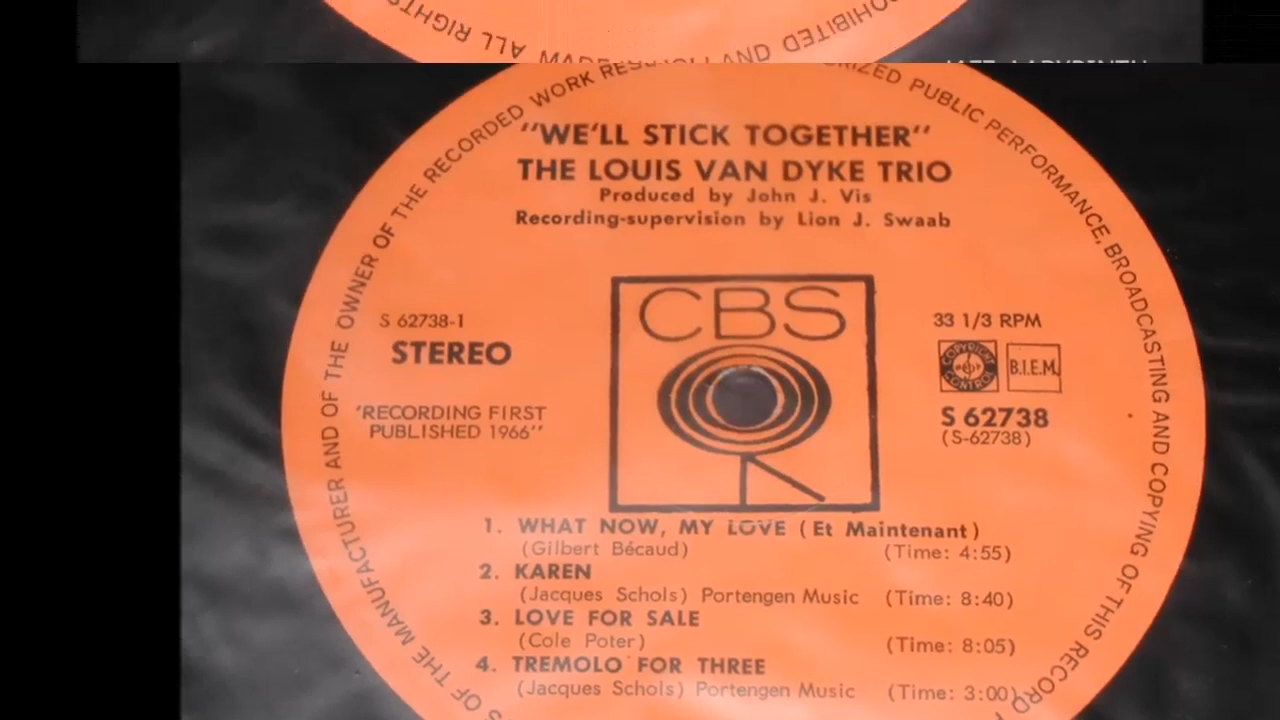 ALL RIGHTS
MADE
AND
PROHIBITED
JAZZ LABYRINTH
S OF THE MANUFACTURER AND OF THE OWNER OF THE RECORDED WORK
PUBLIC PERFORMANCE, BROADCASTING AND COPYING OF THIS RECORD
"WE'LL STICK TOGETHER"
THE LOUIS VAN DYKE TRIO
Produced by John J. Vis
Recording-supervision by Lion J. Swaab
CBS
S 62738-1
STEREO
33 1/3 RPM
COPYRIGHT CONTROL
B.I.E.M.
'RECORDING FIRST
PUBLISHED 1966"
S 62738
(S-62738)
1. WHAT NOW, MY LOVE (Et Maintenant)
(Gilbert Bécaud) (Time: 4:55)
2. KAREN
(Jacques Schols) Portengen Music (Time: 8:40)
3. LOVE FOR SALE
(Cole Poter) (Time: 8:05)
4. TREMOLO FOR THREE
(Jacques Schols) Portengen Music (Time: 3:00)